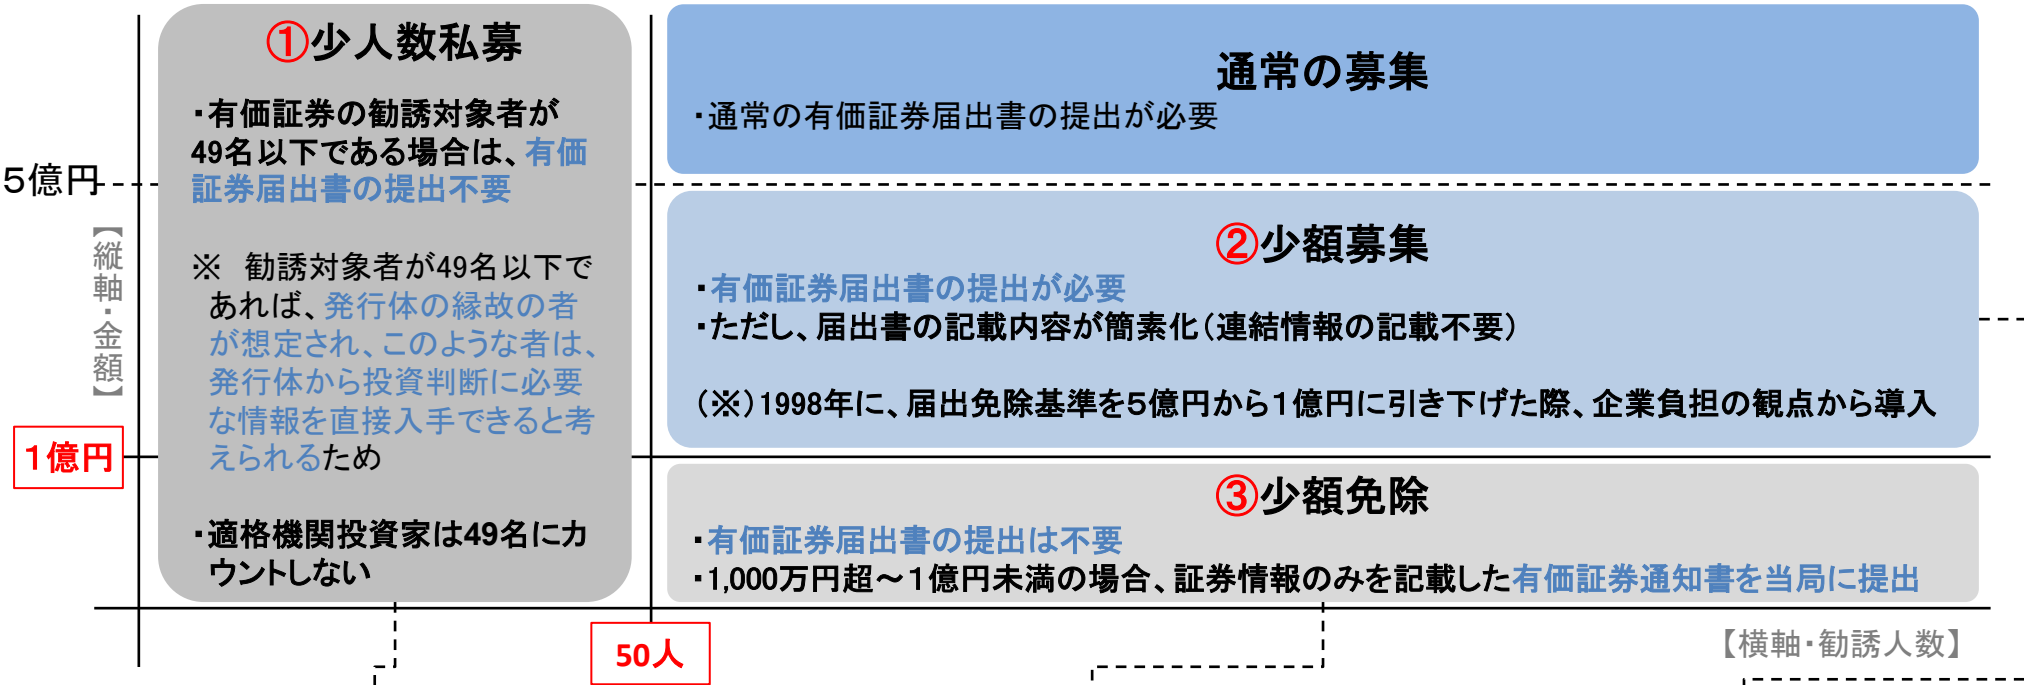 ①少人数私募
・有価証券の勧誘対象者が
49名以下である場合は、有価
証券届出書の提出不要
※　勧誘対象者が49名以下で
あれば、発行体の縁故の者
が想定され、このような者は、
発行体から投資判断に必要
な情報を直接入手できると考
えられるため
・適格機関投資家は49名にカ
ウントしない
通常の募集
・通常の有価証券届出書の提出が必要
5億円
【縦軸・金額】
②少額募集
・有価証券届出書の提出が必要
・ただし、届出書の記載内容が簡素化（連結情報の記載不要）
（※）1998年に、届出免除基準を５億円から１億円に引き下げた際、企業負担の観点から導入
１億円
③少額免除
・有価証券届出書の提出は不要
・1,000万円超～１億円未満の場合、証券情報のみを記載した有価証券通知書を当局に提出
50人
【横軸・勧誘人数】